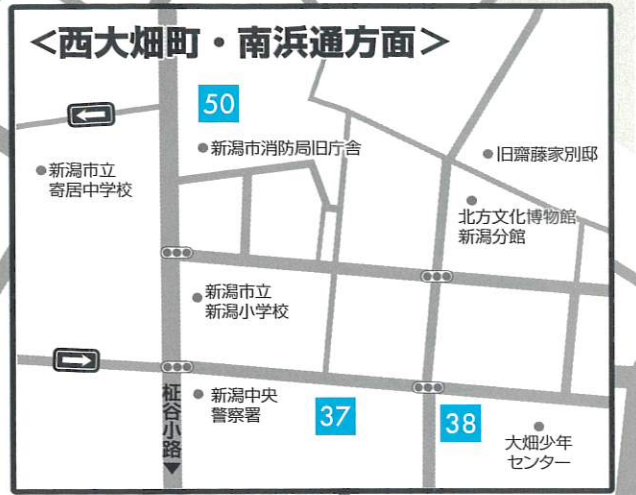 ＜西大畑町・南浜通方面＞
50
新潟市消防局旧庁舎
旧齋藤家別邸
新潟市立
寄居中学校
北方文化博物館
新潟分館
新潟市立
新潟小学校
新潟中央
警察署
柾谷小路
37
38
大畑少年
センター